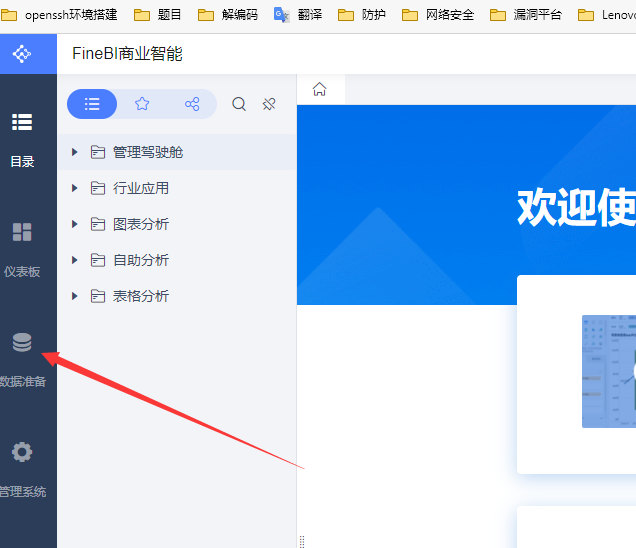 openssh环境搭建 题目 解编码 翻译 防护 网络安全 漏洞平台 Lenovo
FineBI商业智能
目录
仪表板
数据准备
管理系统
管理驾驶舱
行业应用
图表分析
自助分析
表格分析
欢迎使